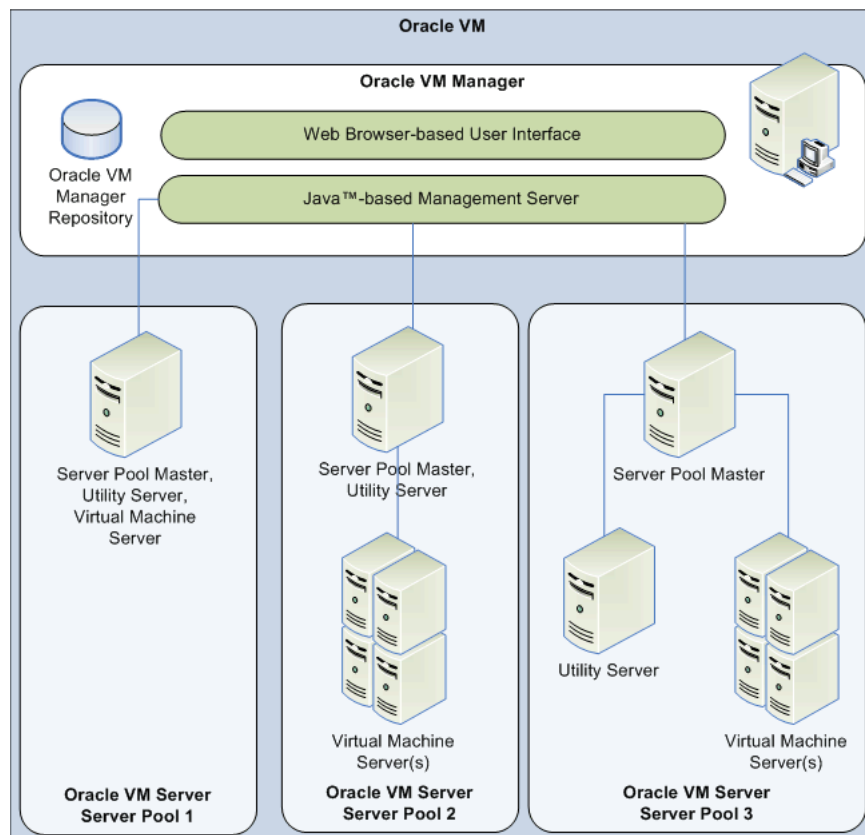 Oracle VM
Oracle VM Manager
Web Browser-based User Interface
Oracle VM
Manager
Repository
Java™-based Management Server
Server Pool Master,
Utility Server,
Virtual Machine
Server
Oracle VM Server
Server Pool 1
Server Pool Master,
Utility Server
Virtual Machine
Server(s)
Oracle VM Server
Server Pool 2
Server Pool Master
Utility Server
Virtual Machine
Server(s)
Oracle VM Server
Server Pool 3